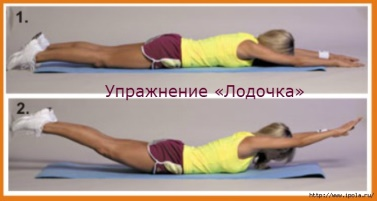 1.
Упражнение «Лодочка»
2.
http://www.ipola.ru/